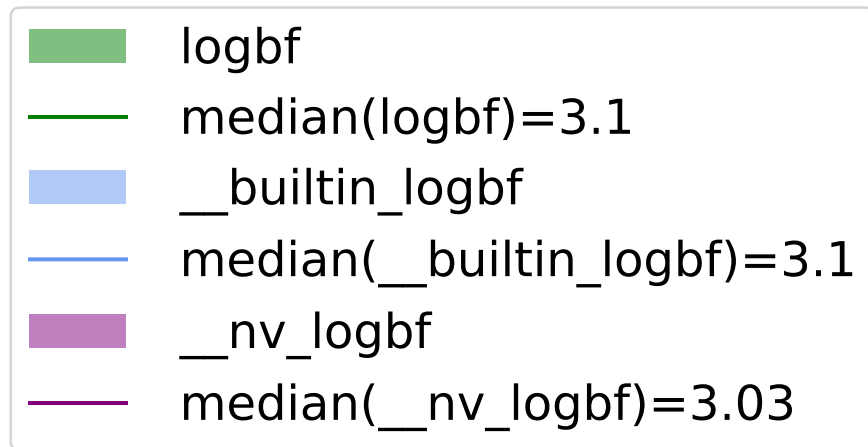 logbf
median(logbf)=3.1
__builtin_logbf
median(__builtin_logbf)=3.1
__nv_logbf
median(__nv_logbf)=3.03